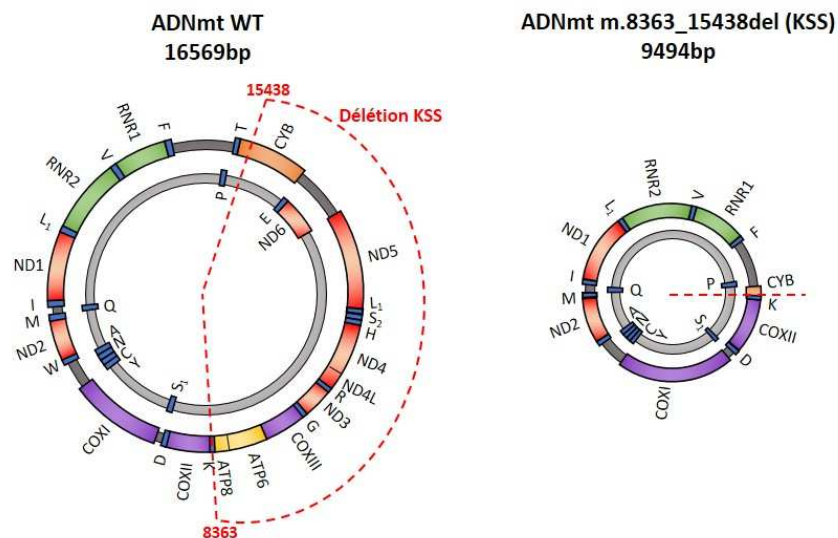 ADNmt WT
16569bp
15438
Délétion KSS
T
CYB
F
RNR1
V
RNR2
L1
ND1
I
M
ND2
W
COXI
D
COXII
K
ATP8
ATP6
COXIII
G
ND3
R
ND4L
ND4
H
S2
L1
ND5
P
E
ND6
Q
A
N
C
Y
S1
8363
ADNmt m.8363_15438del (KSS)
9494bp
RNR2
V
RNR1
F
L1
ND1
I
M
ND2
COXI
D
COXII
K
CYB
P
Q
A
N
C
Y
S1